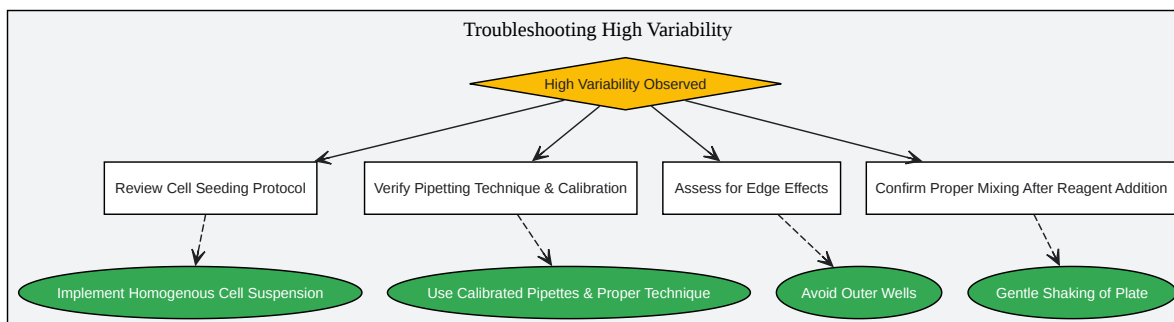 Troubleshooting High Variability
High Variability Observed
Review Cell Seeding Protocol
Verify Pipetting Technique & Calibration
Assess for Edge Effects
Confirm Proper Mixing After Reagent Addition
Implement Homogenous Cell Suspension
Use Calibrated Pipettes & Proper Technique
Avoid Outer Wells
Gentle Shaking of Plate